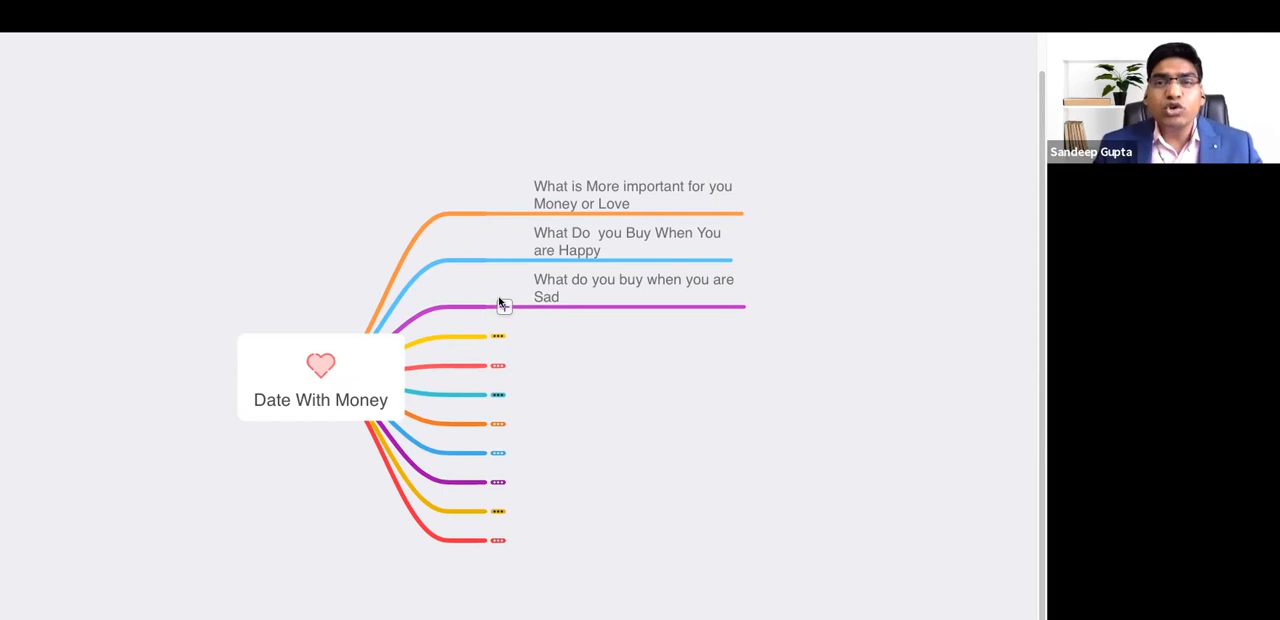 What is More important for you
Money or Love
What Do  you Buy When You
are Happy
What do you buy when you are
Sad
Date With Money
Sandeep Gupta